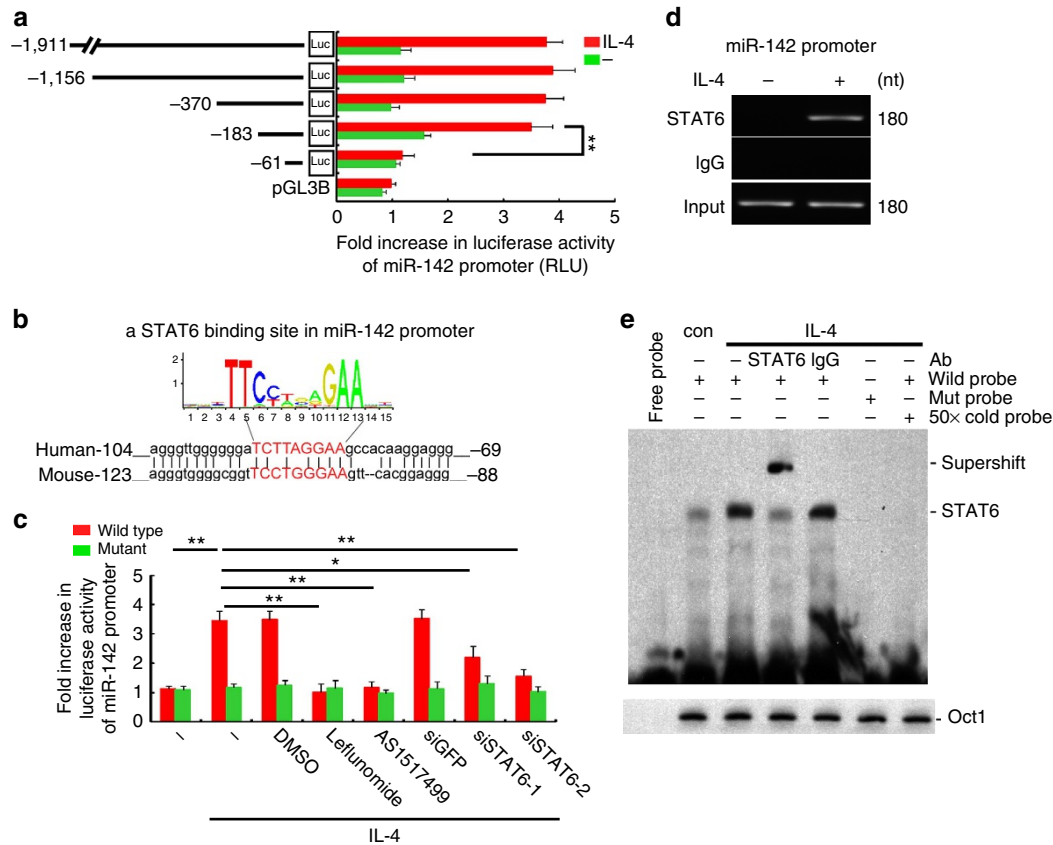 a
−1,911
Luc
IL-4
−
−1,156
Luc
−370
Luc
−183
Luc
**
−61
Luc
pGL3B
0 1 2 3 4 5
Fold increase in luciferase activity
of miR-142 promoter (RLU)
b
a STAT6 binding site in miR-142 promoter
2
1
TTCC GAA
1 2 3 4 5 6 7 8 9 10 11 12 13 14 15
Human-104__agggttgggggggaTCTTAGGAAgccacaaggaggg__−69
Mouse-123__agggtggggcggtTCCTGGGAAgtt--cacggaggg__−88
c
Wild type
Mutant
** **
*
**
**
Fold increase in
luciferase activity
of miR-142 promoter
5
4
3
2
1
0
− − DMSO Leflunomide AS1517499 siGFP siSTAT6-1 siSTAT6-2
IL-4
d
miR-142 promoter
IL-4 − + (nt)
STAT6 180
IgG
Input 180
e
Free probe
con IL-4
− − STAT6 IgG − − Ab
+ + + + − + Wild probe
− − − − + − Mut probe
− − − − − + 50× cold probe
- Supershift
- STAT6
- Oct1